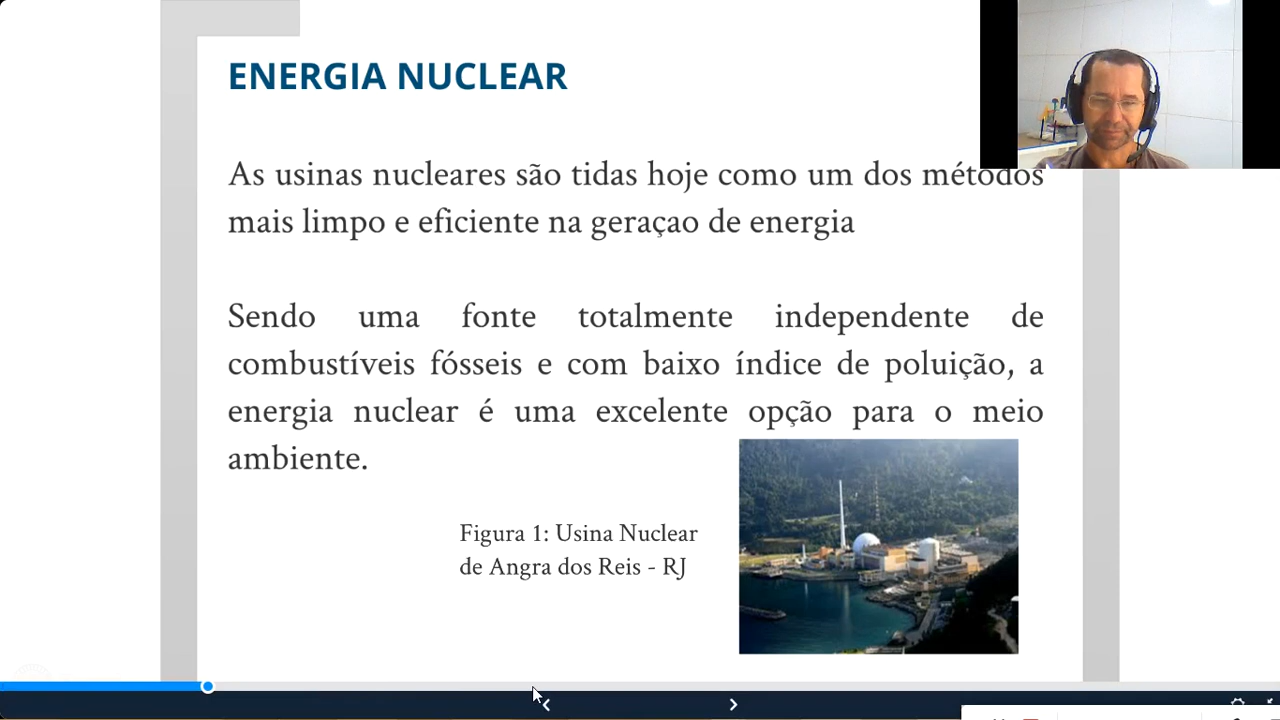 ENERGIA NUCLEAR
As usinas nucleares são tidas hoje como um dos métodos
mais limpo e eficiente na geraçao de energia
Sendo uma fonte totalmente independente de
combustíveis fósseis e com baixo índice de poluição, a
energia nuclear é uma excelente opção para o meio
ambiente.
Figura 1: Usina Nuclear
de Angra dos Reis - RJ